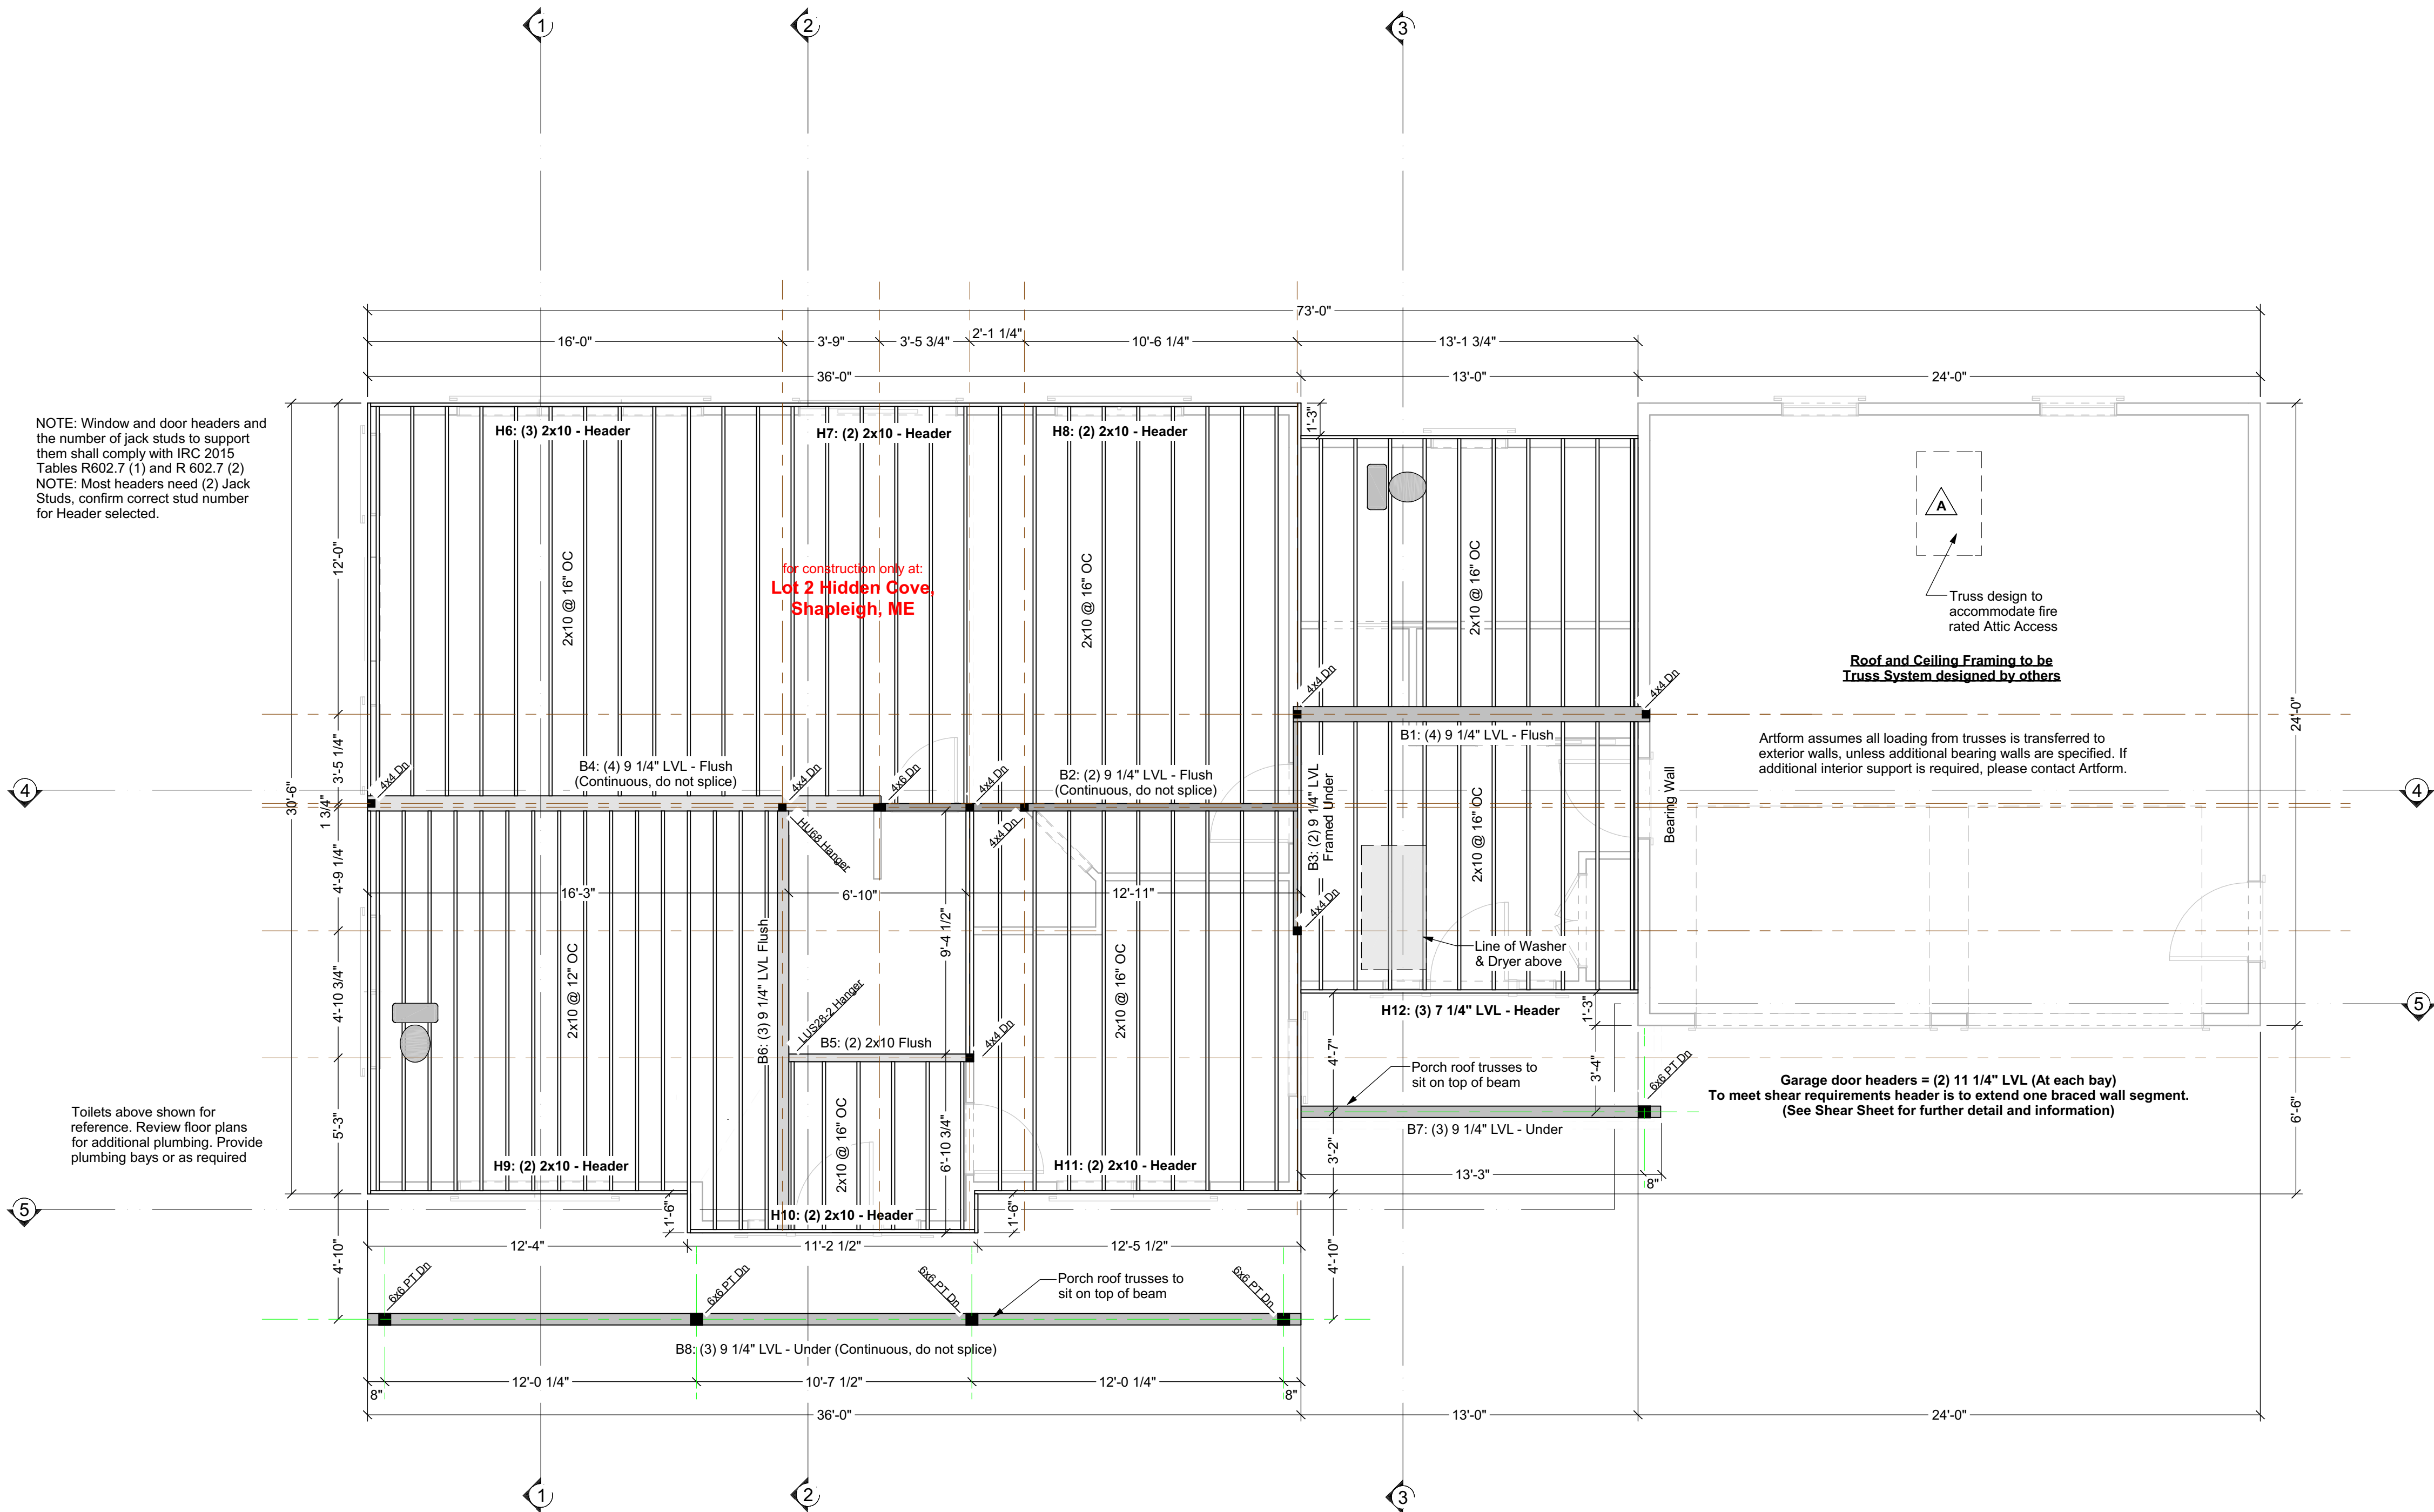 1
2
3
73'-0"
16'-0"
3'-9"
3'-5 3/4"
2'-1 1/4"
10'-6 1/4"
13'-1 3/4"
36'-0"
13'-0"
24'-0"
NOTE: Window and door headers and
the number of jack studs to support
them shall comply with IRC 2015
Tables R602.7 (1) and R 602.7 (2)
NOTE: Most headers need (2) Jack
Studs, confirm correct stud number
for Header selected.
H6: (3) 2x10 - Header
H7: (2) 2x10 - Header
H8: (2) 2x10 - Header
1'-3"
12'-0"
30'-6"
2x10 @ 16" OC
for construction only at:
Lot 2 Hidden Cove,
Shapleigh, ME
2x10 @ 16" OC
2x10 @ 16" OC
A
Truss design to
accommodate fire
rated Attic Access
Roof and Ceiling Framing to be
Truss System designed by others
24'-0"
4x4 Dn
4x4 Dn
B1: (4) 9 1/4" LVL - Flush
Artform assumes all loading from trusses is transferred to
exterior walls, unless additional bearing walls are specified. If
additional interior support is required, please contact Artform.
3'-5 1/4"
1 3/4"
4
4x4 Dn
B4: (4) 9 1/4" LVL - Flush
(Continuous, do not splice)
4x4 Dn
4x6 Dn
4x4 Dn
B2: (2) 9 1/4" LVL - Flush
(Continuous, do not splice)
4
HU68 Hanger
4x4 Dn
B3: (2) 9 1/4" LVL
Framed Under
2x10 @ 16" OC
Bearing Wall
4'-9 1/4"
16'-3"
6'-10"
12'-11"
4x4 Dn
9'-4 1/2"
B6: (3) 9 1/4" LVL Flush
Line of Washer
& Dryer above
4'-10 3/4"
2x10 @ 12" OC
2x10 @ 16" OC
LUS28-2 Hanger
B5: (2) 2x10 Flush
4x4 Dn
H12: (3) 7 1/4" LVL - Header
1'-3"
5
4'-7"
3'-4"
Porch roof trusses to
sit on top of beam
6x6 PT Dn
Garage door headers = (2) 11 1/4" LVL (At each bay)
To meet shear requirements header is to extend one braced wall segment.
(See Shear Sheet for further detail and information)
6'-6"
Toilets above shown for
reference. Review floor plans
for additional plumbing. Provide
plumbing bays or as required
5'-3"
2x10 @ 16" OC
6'-10 3/4"
B7: (3) 9 1/4" LVL - Under
3'-2"
13'-3"
8"
H9: (2) 2x10 - Header
H11: (2) 2x10 - Header
5
1'-6"
H10: (2) 2x10 - Header
1'-6"
12'-4"
11'-2 1/2"
12'-5 1/2"
4'-10"
4'-10"
6x6 PT Dn
6x6 PT Dn
6x6 PT Dn
Porch roof trusses to
sit on top of beam
6x6 PT Dn
B8: (3) 9 1/4" LVL - Under (Continuous, do not splice)
8"
12'-0 1/4"
10'-7 1/2"
12'-0 1/4"
8"
36'-0"
13'-0"
24'-0"
1
2
3